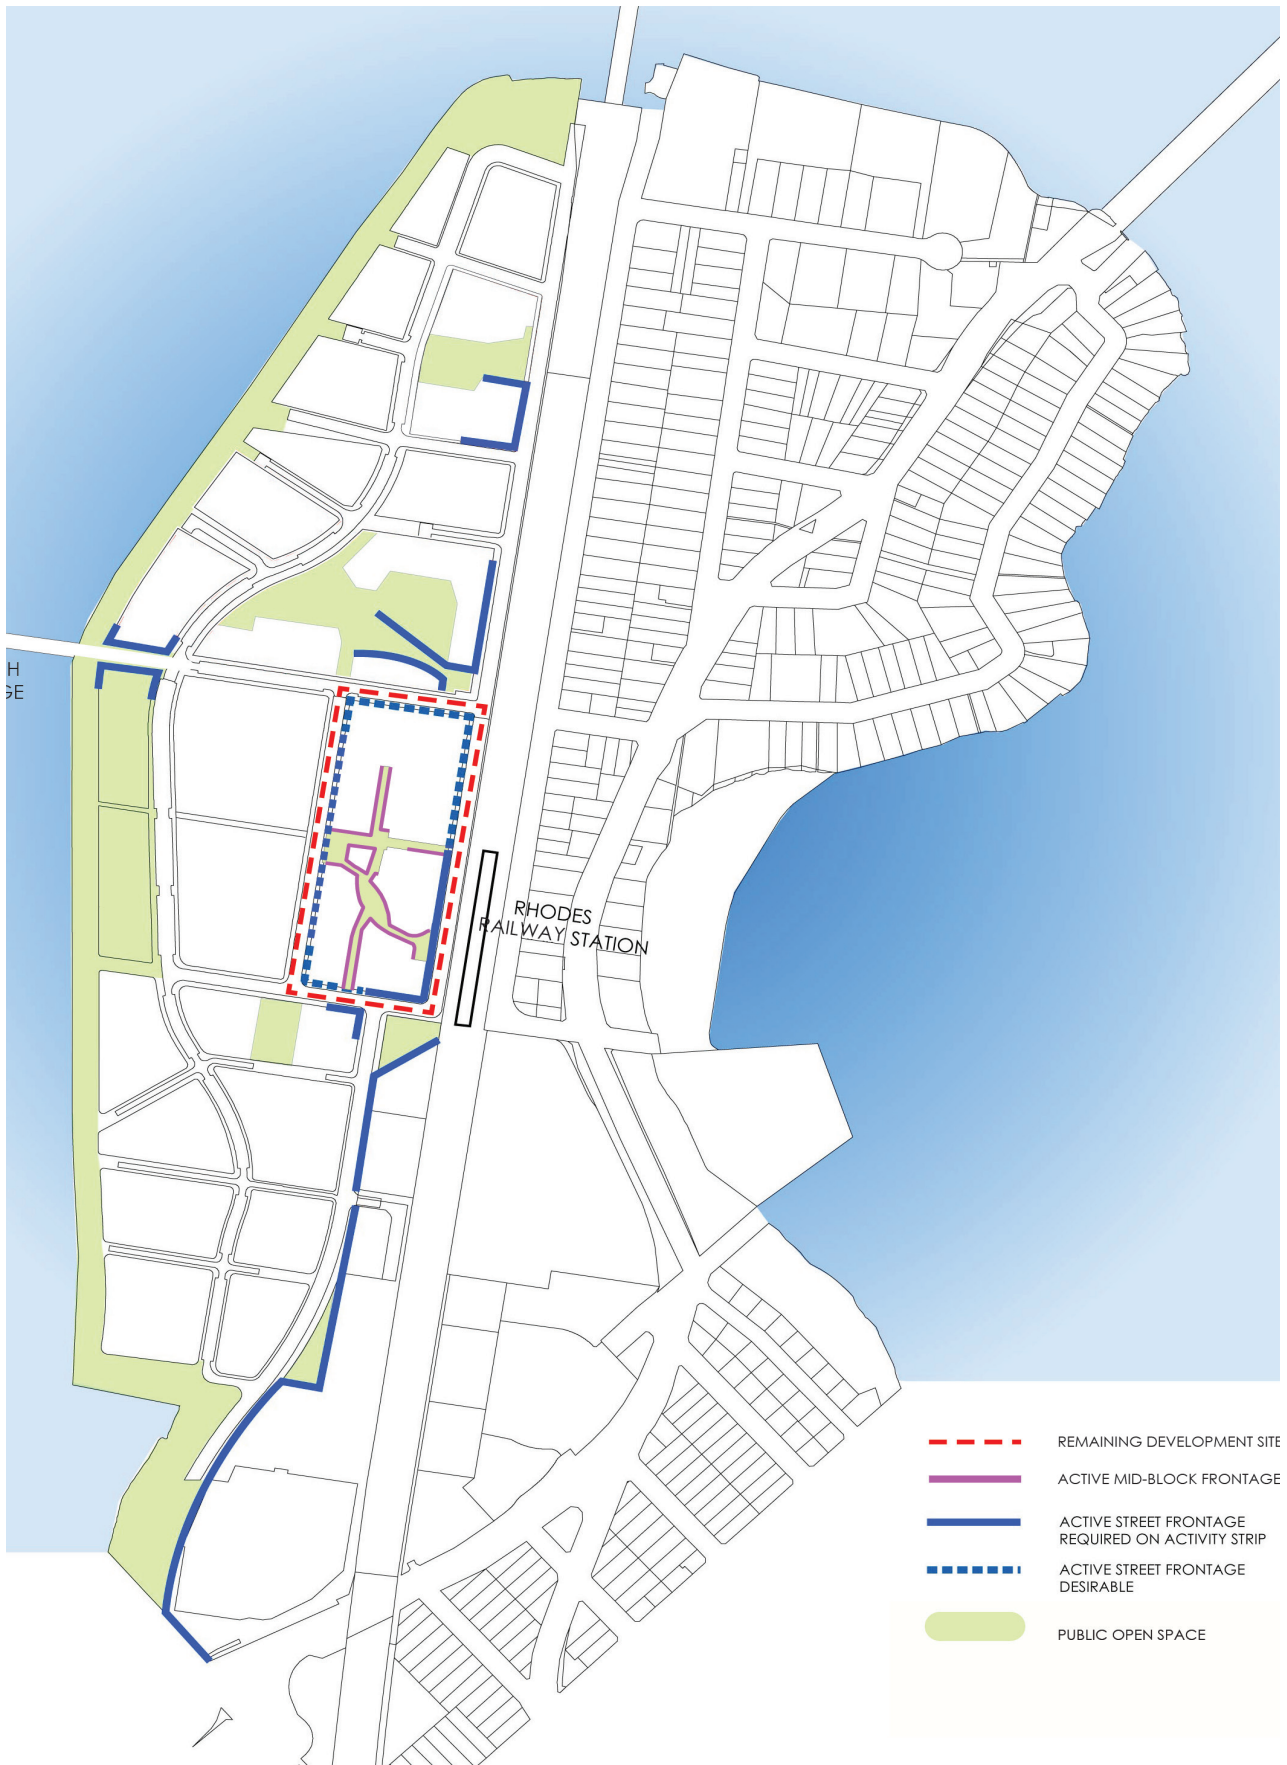 H
GE
RHODES
RAILWAY STATION
REMAINING DEVELOPMENT SITE
ACTIVE MID-BLOCK FRONTAGE
ACTIVE STREET FRONTAGE
REQUIRED ON ACTIVITY STRIP
ACTIVE STREET FRONTAGE
DESIRABLE
PUBLIC OPEN SPACE